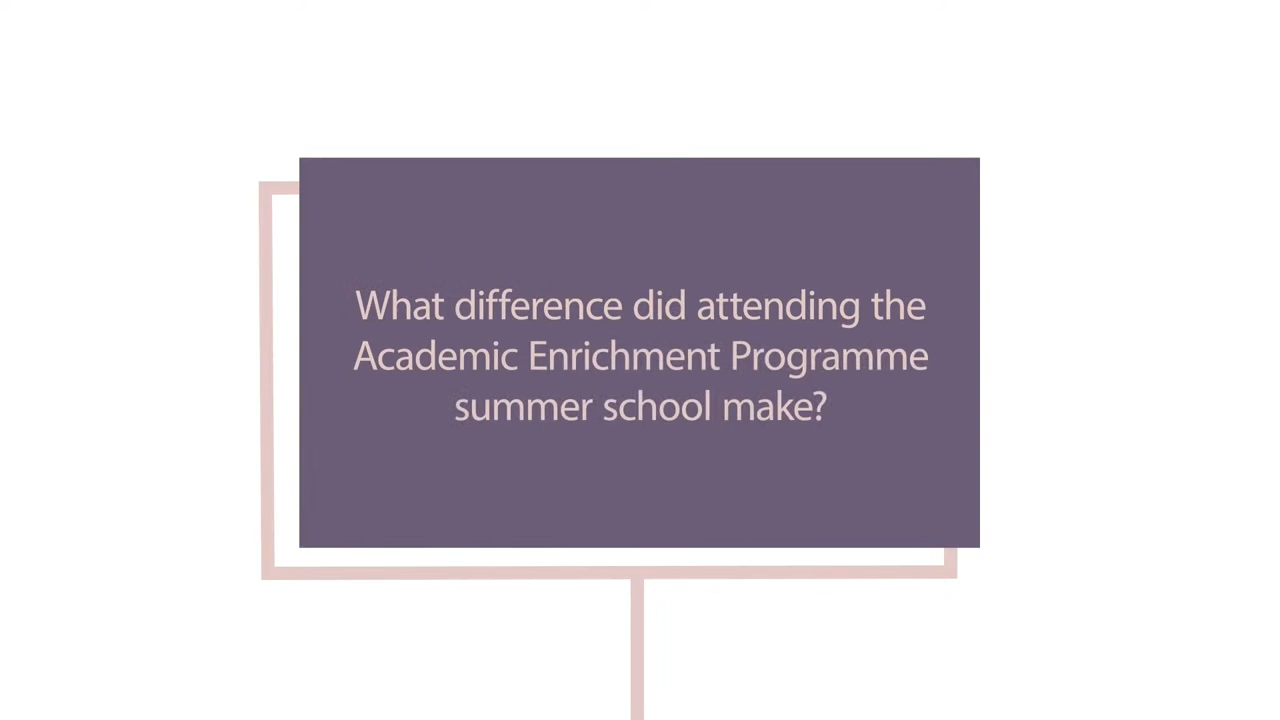 What difference did attending the
Academic Enrichment Programme
summer school make?